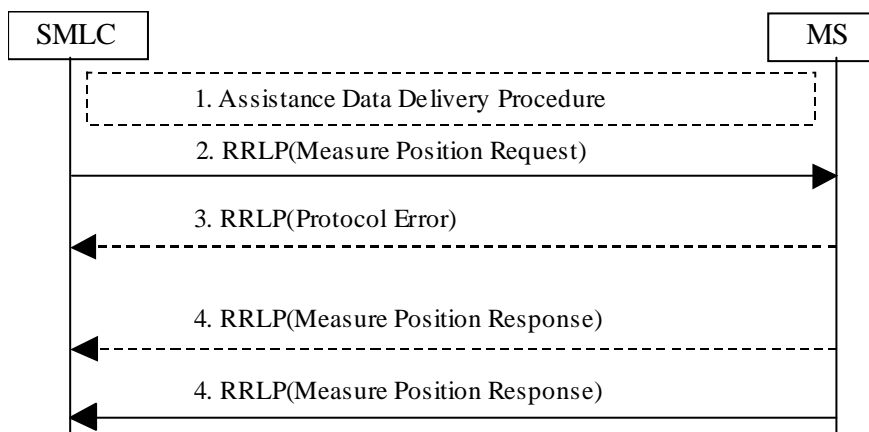 SMLC
MS
1. Assistance Data Delivery Procedure
2. RRLP(Measure Position Request)
3. RRLP(Protocol Error)
4. RRLP(Measure Position Response)
4. RRLP(Measure Position Response)